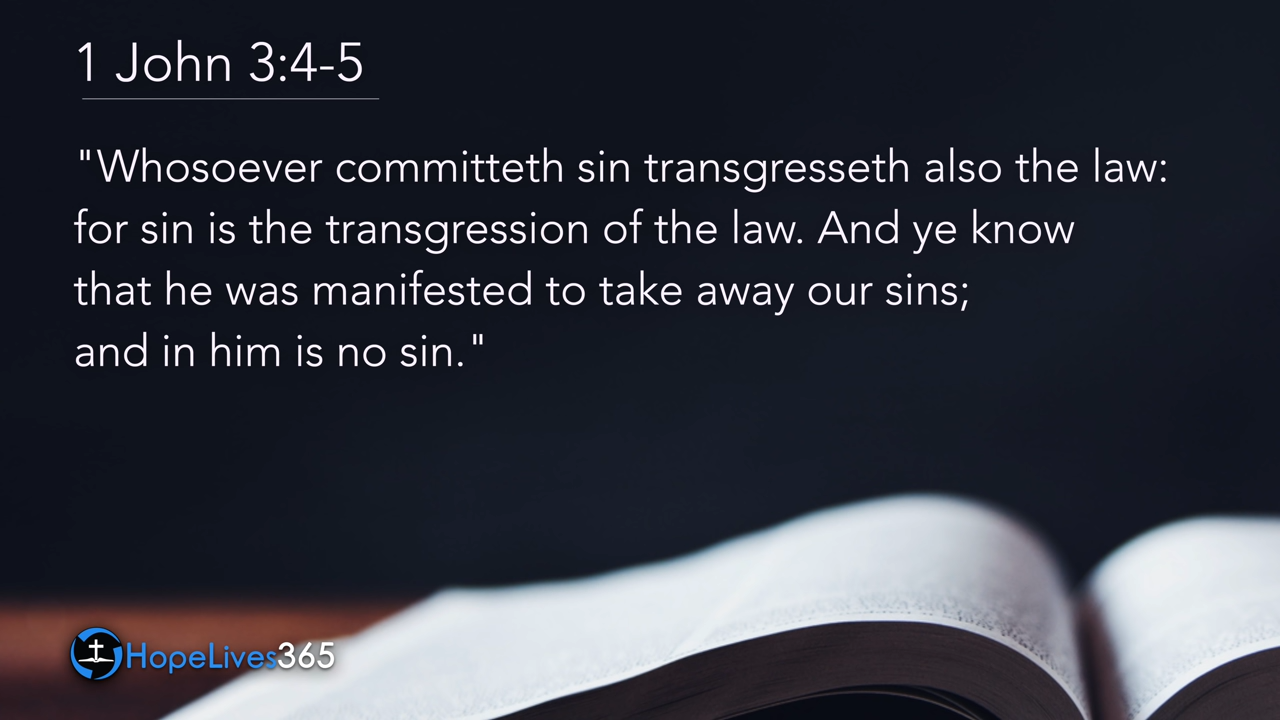 1 John 3:4-5
"Whosoever committeth sin transgresseth also the law:
for sin is the transgression of the law. And ye know
that he was manifested to take away our sins;
and in him is no sin."
HopeLives365